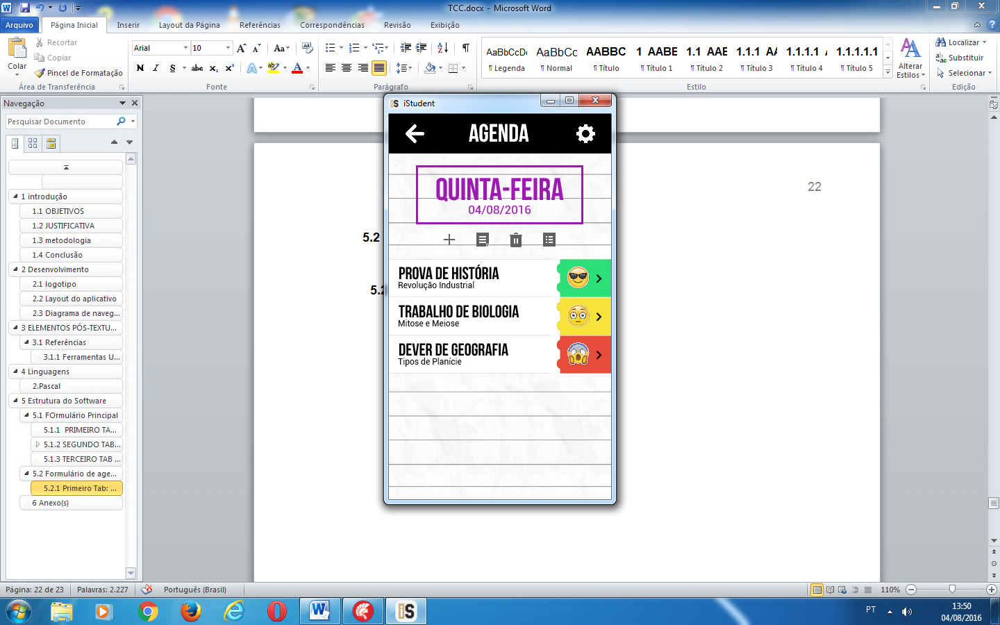 TCC.docx - Microsoft Word
Arquivo
Página Inicial
Inserir
Layout da Página
Referências
Correspondências
Revisão
Exibição
Colar
Recortar
Copiar
Pincel de Formatação
Área de Transferência
Arial
10
Aa
N I S abc x₂ x²
Fonte
Parágrafo
AaBbCcDc
¶ Legenda
AaBbCc
¶ Normal
AABBC
¶ Título
1 AABE
¶ Título 1
1.1 AAE
¶ Título 2
1.1.1 AA
¶ Título 3
1.1.1.1 A
¶ Título 4
1.1.1.1.1
¶ Título 5
Alterar
Estilos
Estilo
Localizar
Substituir
Selecionar
Edição
Navegação
Pesquisar Documento
1 introdução
1.1 OBJETIVOS
1.2 JUSTIFICATIVA
1.3 metodologia
1.4 Conclusão
2 Desenvolvimento
2.1 logotipo
2.2 Layout do aplicativo
2.3 Diagrama de naveg...
3 ELEMENTOS PÓS-TEXTU...
3.1 Referências
3.1.1 Ferramentas U...
4 Linguagens
2.Pascal
5 Estrutura do Software
5.1 FOrmulário Principal
5.1.1 PRIMEIRO TA...
5.1.2 SEGUNDO TAB...
5.1.3 TERCEIRO TAB ...
5.2 Formulário de age...
5.2.1 Primeiro Tab: ...
6 Anexo(s)
22
5.2
5.2
iStudent
AGENDA
QUINTA-FEIRA
04/08/2016
PROVA DE HISTÓRIA
Revolução Industrial
TRABALHO DE BIOLOGIA
Mitose e Meiose
DEVER DE GEOGRAFIA
Tipos de Planície
Página: 22 de 23
Palavras: 2.227
Português (Brasil)
110%
iS
PT
13:50
04/08/2016